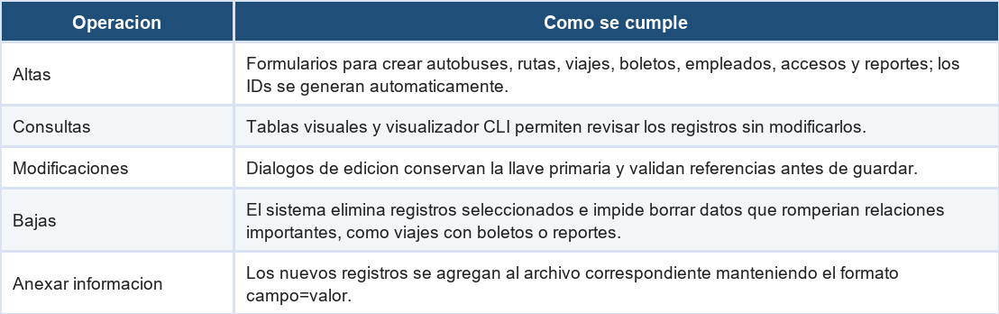 Operacion
Como se cumple
Altas
Formularios para crear autobuses, rutas, viajes, boletos, empleados, accesos y reportes; los
IDs se generan automaticamente.
Consultas
Tablas visuales y visualizador CLI permiten revisar los registros sin modificarlos.
Modificaciones
Dialogos de edicion conservan la llave primaria y validan referencias antes de guardar.
Bajas
El sistema elimina registros seleccionados e impide borrar datos que romperian relaciones
importantes, como viajes con boletos o reportes.
Anexar informacion
Los nuevos registros se agregan al archivo correspondiente manteniendo el formato
campo=valor.